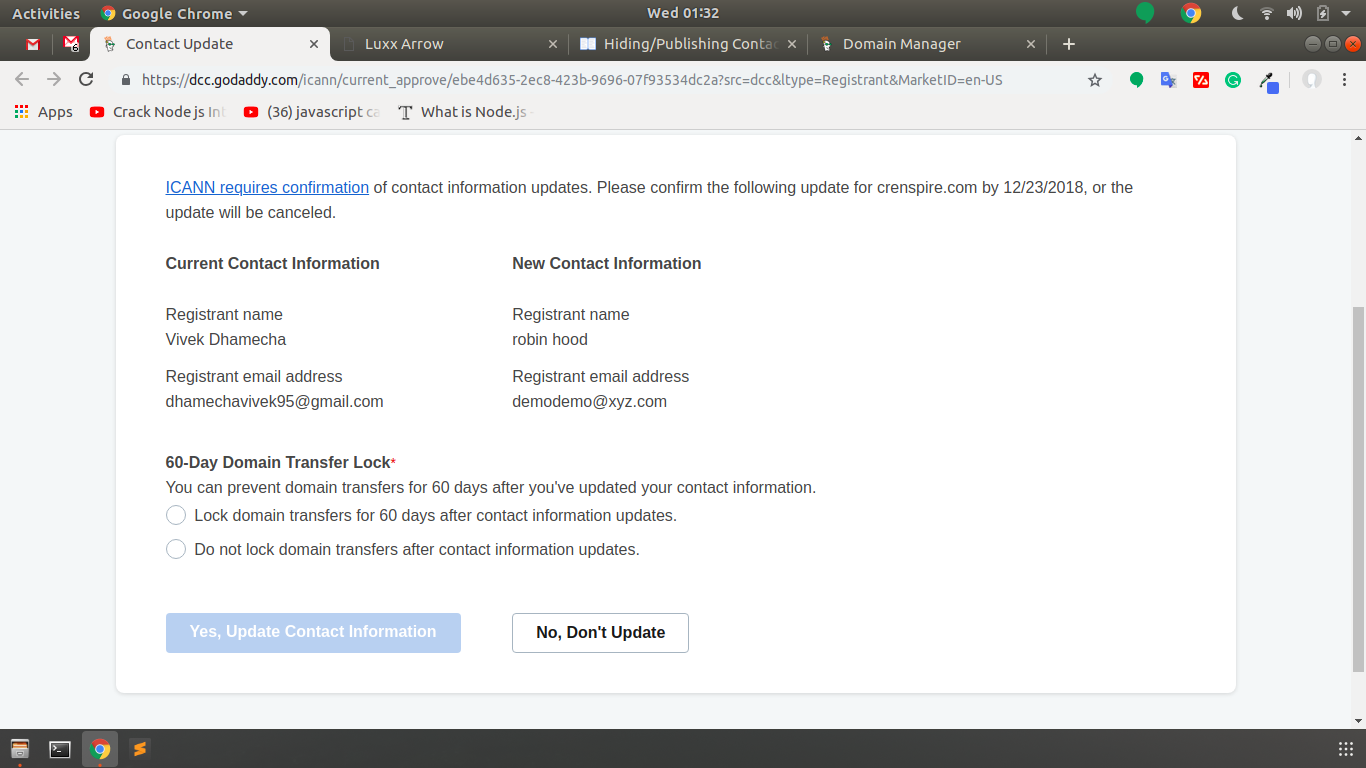 Activities
Google Chrome
Wed 01:32
6
Contact Update
Luxx Arrow
Hiding/Publishing Conta
Domain Manager
https://dcc.godaddy.com/icann/current_approve/ebe4d635-2ec8-423b-9696-07f93534dc2a?src=dcc&ltype=Registrant&MarketID=en-US
Apps
Crack Node js Int
(36) javascript ca
What is Node.js -
ICANN requires confirmation of contact information updates. Please confirm the following update for crenspire.com by 12/23/2018, or the
update will be canceled.
Current Contact Information
New Contact Information
Registrant name
Registrant name
Vivek Dhamecha
robin hood
Registrant email address
Registrant email address
dhamechavivek95@gmail.com
demodemo@xyz.com
60-Day Domain Transfer Lock*
You can prevent domain transfers for 60 days after you've updated your contact information.
Lock domain transfers for 60 days after contact information updates.
Do not lock domain transfers after contact information updates.
Yes, Update Contact Information
No, Don't Update